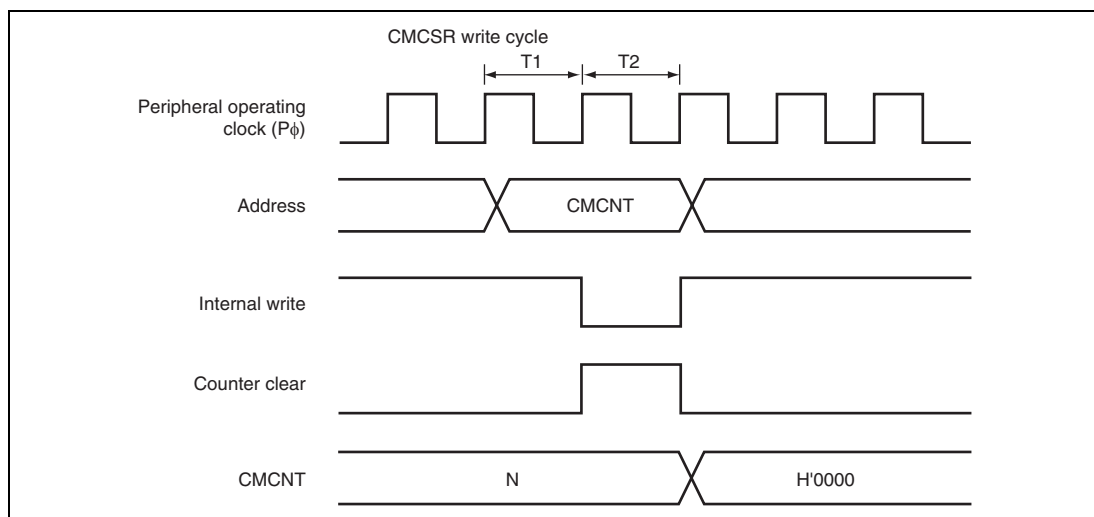 CMCSR write cycle
T1 T2
Peripheral operating
clock (Pϕ)
Address CMCNT
Internal write
Counter clear
CMCNT N H'0000